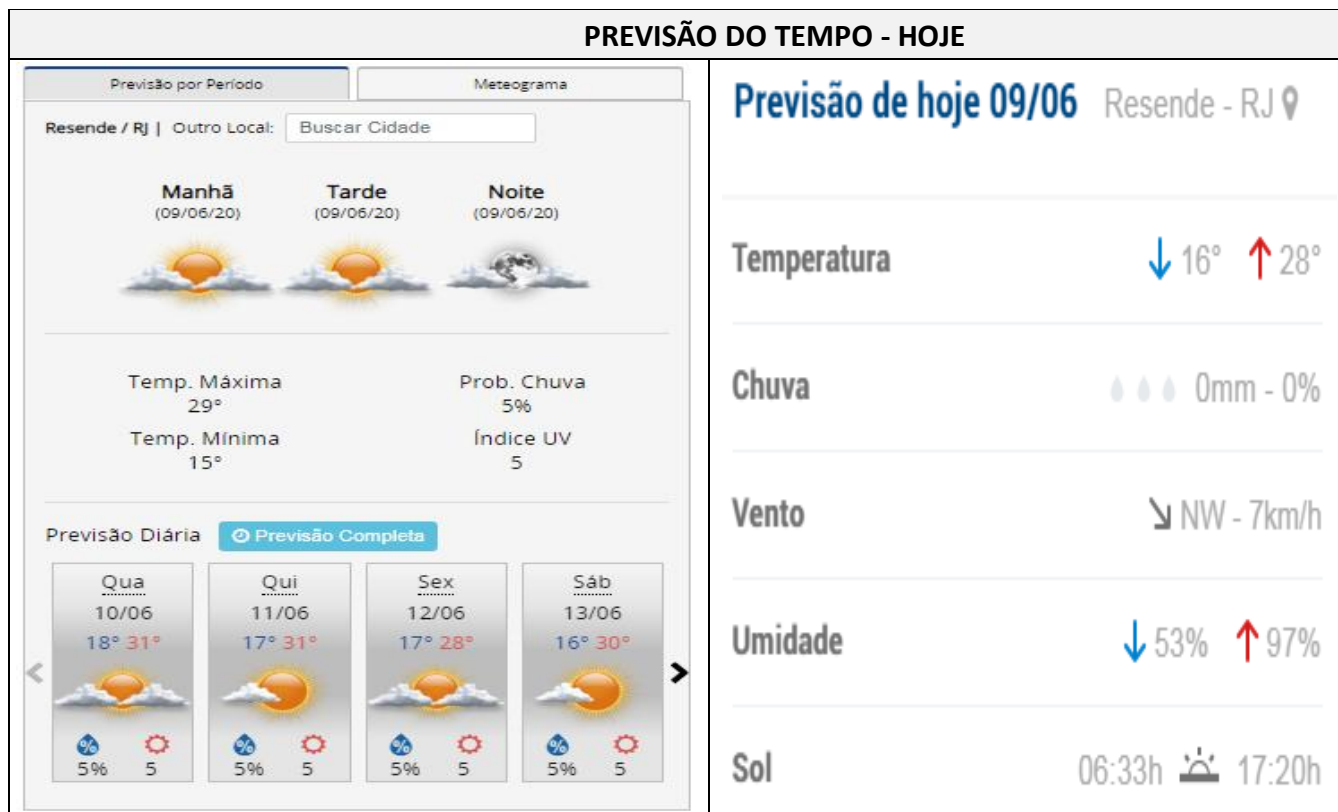 PREVISÃO DO TEMPO - HOJE
Previsão por Período
Meteograma
Resende / RJ | Outro Local: Buscar Cidade
Manhã Tarde Noite
(09/06/20) (09/06/20) (09/06/20)
Temp. Máxima Prob. Chuva
29° 5%
Temp. Mínima Índice UV
15° 5
Previsão Diária Previsão Completa
Qua Qui Sex Sáb
10/06 11/06 12/06 13/06
18° 31° 17° 31° 17° 28° 16° 30°
% % % %
5% 5 5% 5 5% 5 5% 5
Previsão de hoje 09/06 Resende - RJ
Temperatura 16° 28°
Chuva 0mm - 0%
Vento NW - 7km/h
Umidade 53% 97%
Sol 06:33h 17:20h